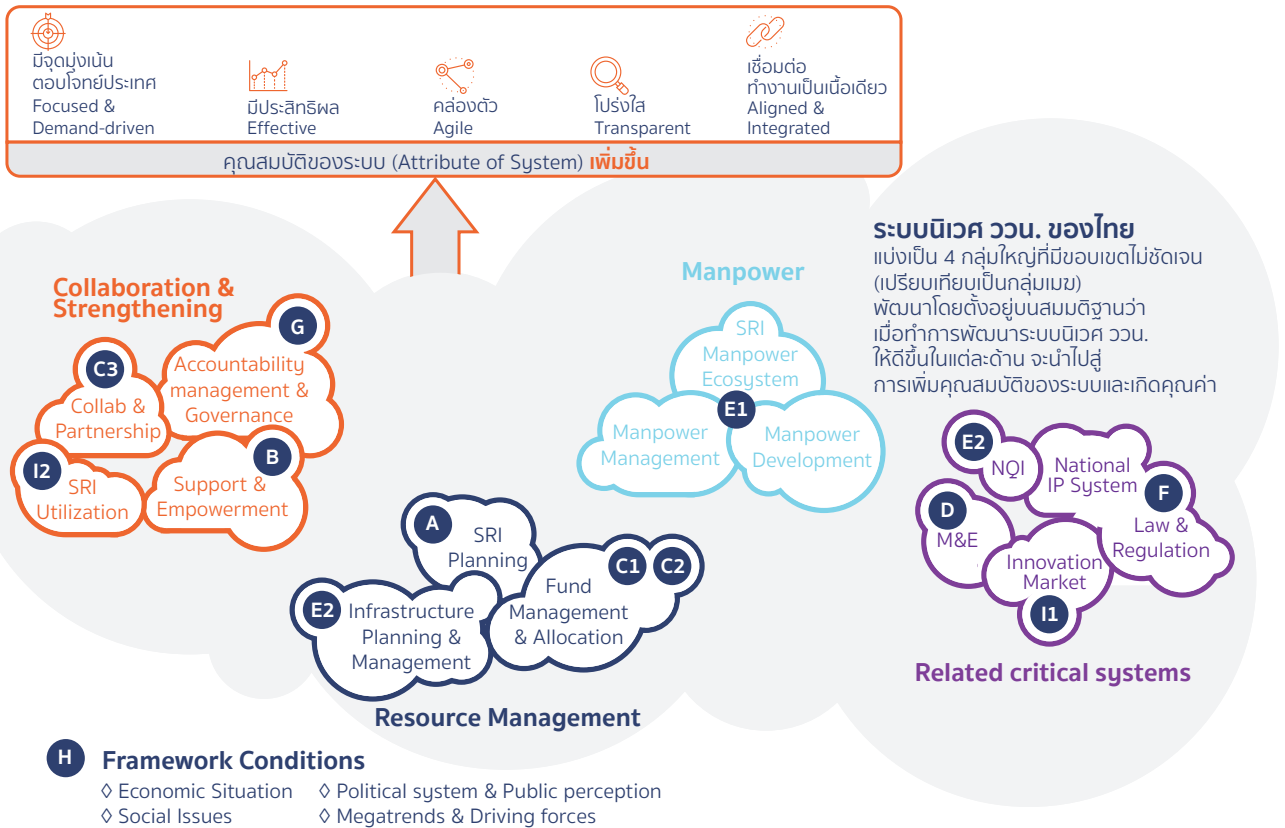 มีจุดมุ่งเน้น
ตอบโจทย์ประเทศ
Focused &
Demand-driven
มีประสิทธิผล
Effective
คล่องตัว
Agile
โปร่งใส
Transparent
เชื่อมต่อ
ทำงานเป็นเนื้อเดียว
Aligned &
Integrated
คุณสมบัติของระบบ (Attribute of System) เพิ่มขึ้น
ระบบนิเวศ ววน. ของไทย
แบ่งเป็น 4 กลุ่มใหญ่ที่มีขอบเขตไม่ชัดเจน
(เปรียบเทียบเป็นกลุ่มเมฆ)
พัฒนาโดยตั้งอยู่บนสมมติฐานว่า
เมื่อทำการพัฒนาระบบนิเวศ ววน.
ให้ดีขึ้นในแต่ละด้าน จะนำไปสู่
การเพิ่มคุณสมบัติของระบบและเกิดคุณค่า
Collaboration &
Strengthening
G
Accountability
management &
Governance
C3
Collab &
Partnership
I2
SRI
Utilization
B
Support &
Empowerment
Manpower
SRI
Manpower
Ecosystem
E1
Manpower
Management
Manpower
Development
A
SRI
Planning
C1 C2
Fund
Management
& Allocation
E2
Infrastructure
Planning &
Management
Resource Management
E2
NQI
National
IP System
F
Law &
Regulation
D
M&E
Innovation
Market
I1
Related critical systems
H
Framework Conditions
◊ Economic Situation
◊ Political system & Public perception
◊ Social Issues
◊ Megatrends & Driving forces